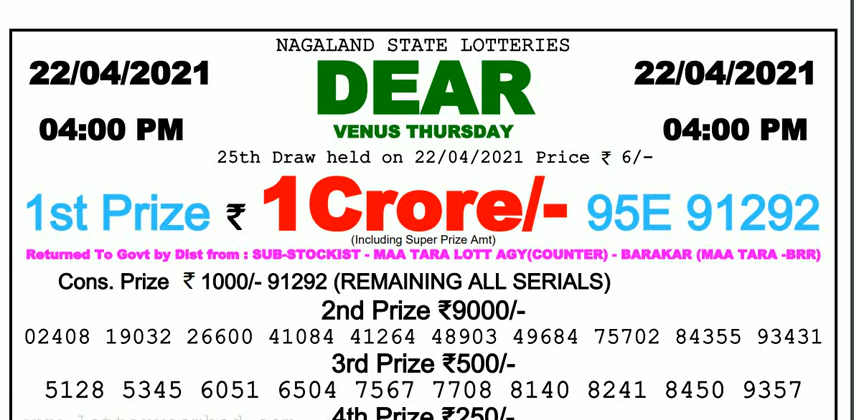 NAGALAND STATE LOTTERIES
22/04/2021 DEAR 22/04/2021
04:00 PM VENUS THURSDAY 04:00 PM
25th Draw held on 22/04/2021 Price ₹ 6/-
1st Prize ₹ 1Crore/- 95E 91292
(Including Super Prize Amt)
Returned To Govt by Dist from : SUB-STOCKIST - MAA TARA LOTT AGY(COUNTER) - BARAKAR (MAA TARA -BRR)
Cons. Prize ₹ 1000/- 91292 (REMAINING ALL SERIALS)
2nd Prize ₹9000/-
02408 19032 26600 41084 41264 48903 49684 75702 84355 93431
3rd Prize ₹500/-
5128 5345 6051 6504 7567 7708 8140 8241 8450 9357
4th Prize ₹250/-